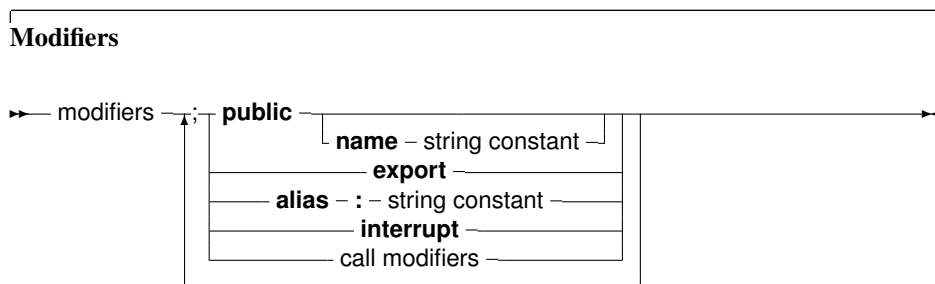 Modifiers
modifiers ; public
name string constant
export
alias : string constant
interrupt
call modifiers